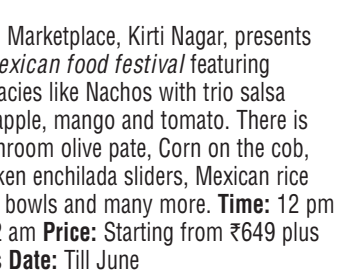 Marketplace, Kirti Nagar, presents
exican food festival featuring
acies like Nachos with trio salsa
apple, mango and tomato. There is
hroom olive pate, Corn on the cob,
ken enchilada sliders, Mexican rice
bowls and many more. Time: 12 pm
2 am Price: Starting from ₹649 plus
s Date: Till June